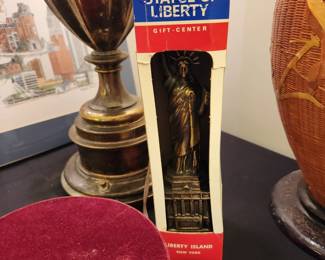 STATUE OF
LIBERTY
GIFT-CENTER
LIBERTY ISLAND
NEW YORK